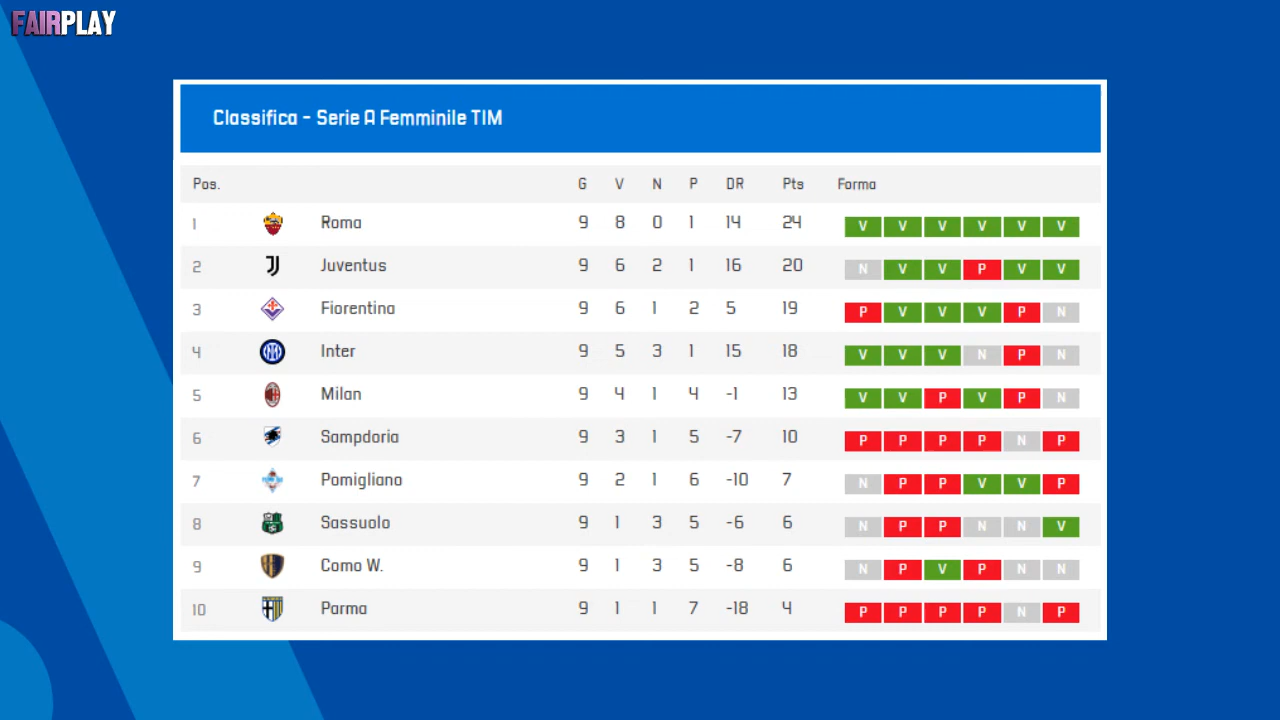 FAIRPLAY
Classifica - Serie A Femminile TIM
Pos. G V N P DR Pts Forma
1 Roma 9 8 0 1 14 24 V V V V V V
2 Juventus 9 6 2 1 16 20 N V V P V V
3 Fiorentina 9 6 1 2 5 19 P V V V P N
4 Inter 9 5 3 1 15 18 V V V N P N
5 Milan 9 4 1 4 -1 13 V V P V P N
6 Sampdoria 9 3 1 5 -7 10 P P P P N P
7 Pomigliano 9 2 1 6 -10 7 N P P V V P
8 Sassuolo 9 1 3 5 -6 6 N P P N N V
9 Como W. 9 1 3 5 -8 6 N P V P N N
10 Parma 9 1 1 7 -18 4 P P P P N P